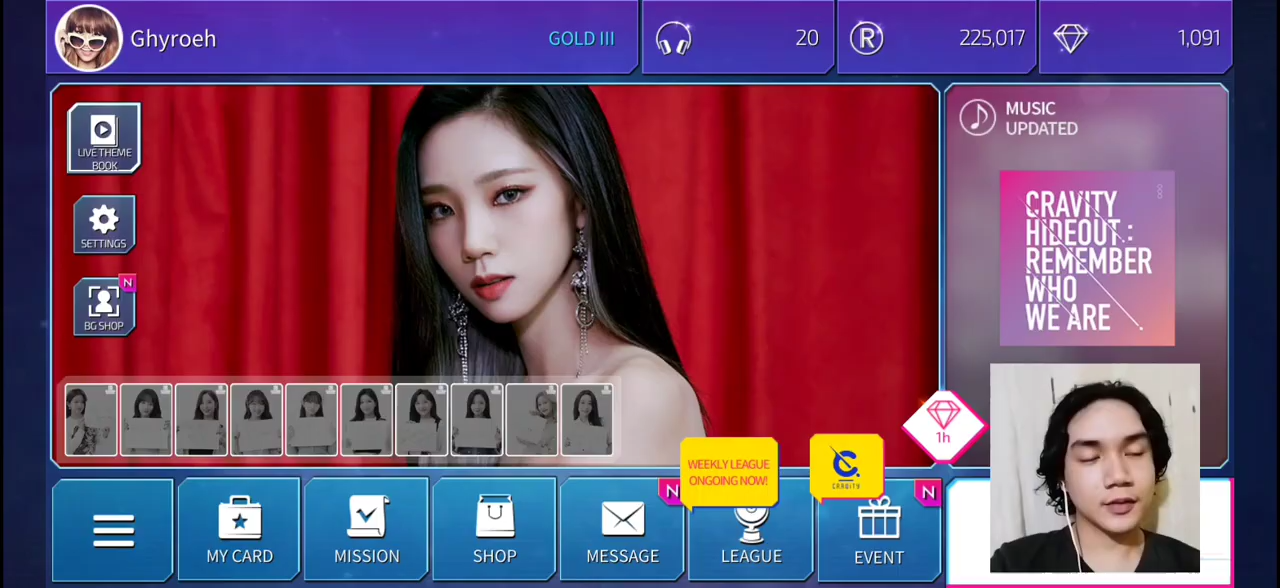 Ghyroeh
GOLD III
20
R
225,017
1,091
LIVE THEME
BOOK
SETTINGS
N
BG SHOP
MUSIC
UPDATED
CRAVITY
HIDEOUT :
REMEMBER
WHO
WE ARE
1h
WEEKLY LEAGUE
ONGOING NOW!
CRAVITY
N
N
MY CARD
MISSION
SHOP
MESSAGE
LEAGUE
EVENT